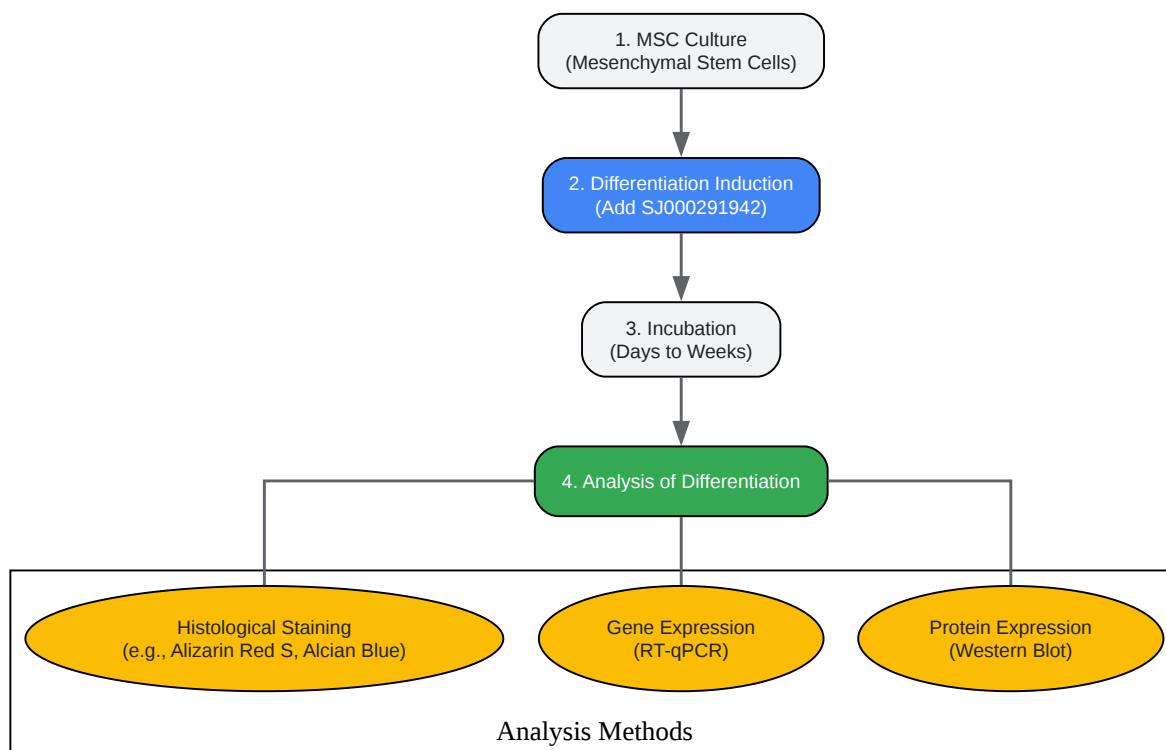 1. MSC Culture
(Mesenchymal Stem Cells)
2. Differentiation Induction
(Add SJ000291942)
3. Incubation
(Days to Weeks)
4. Analysis of Differentiation
Histological Staining
(e.g., Alizarin Red S, Alcian Blue)
Gene Expression
(RT-qPCR)
Protein Expression
(Western Blot)
Analysis Methods